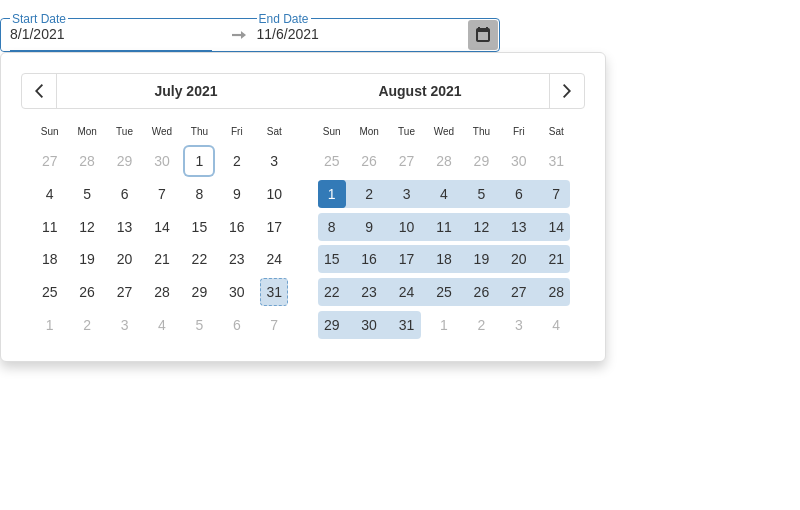 Start Date End Date
8/1/2021 11/6/2021
July 2021 August 2021
Sun Mon Tue Wed Thu Fri Sat Sun Mon Tue Wed Thu Fri Sat
27 28 29 30 1 2 3 25 26 27 28 29 30 31
4 5 6 7 8 9 10 1 2 3 4 5 6 7
11 12 13 14 15 16 17 8 9 10 11 12 13 14
18 19 20 21 22 23 24 15 16 17 18 19 20 21
25 26 27 28 29 30 31 22 23 24 25 26 27 28
1 2 3 4 5 6 7 29 30 31 1 2 3 4